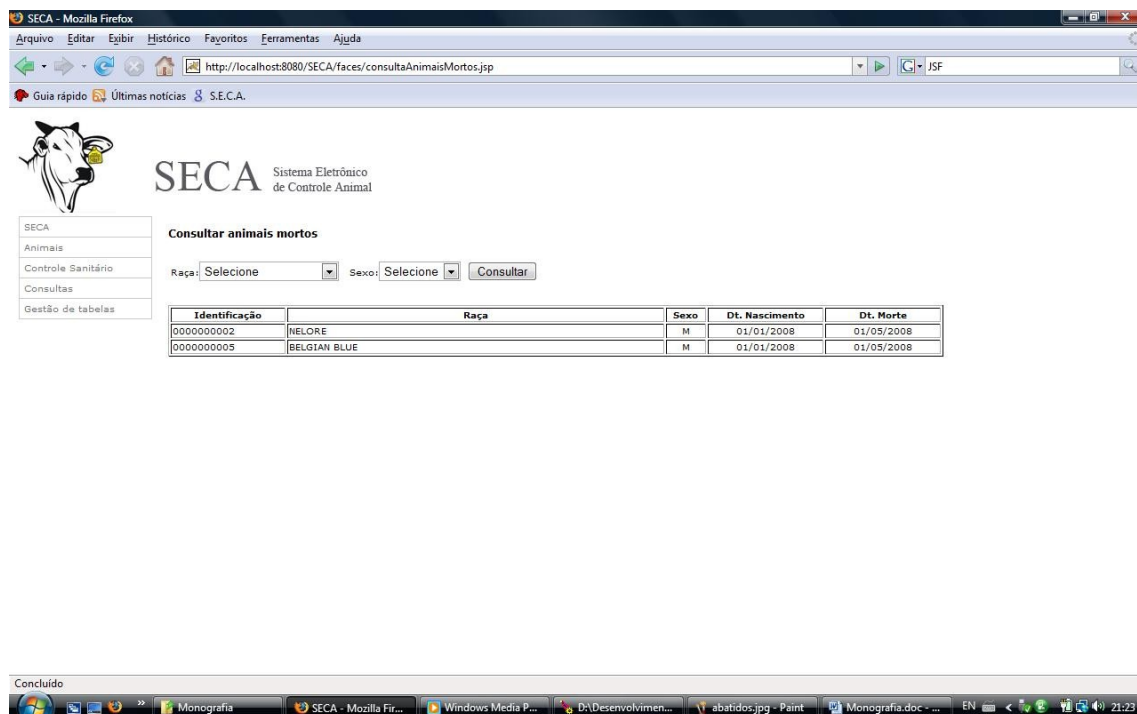 SECA - Mozilla Firefox
Arquivo Editar Exibir Histórico Favoritos Ferramentas Ajuda
http://localhost:8080/SECA/faces/consultaAnimaisMortos.jsp
G JSF
Guia rápido Últimas notícias S.E.C.A.
SECA Sistema Eletrônico
de Controle Animal
SECA
Animais
Controle Sanitário
Consultas
Gestão de tabelas
Consultar animais mortos
Raça: Selecione Sexo: Selecione Consultar
Identificação Raça Sexo Dt. Nascimento Dt. Morte
0000000002 NELORE M 01/01/2008 01/05/2008
0000000005 BELGIAN BLUE M 01/01/2008 01/05/2008
Concluído
Monografia SECA - Mozilla Fir... Windows Media P... D:\Desenvolvimen... abatidos.jpg - Paint Monografia.doc - ... EN 21:23